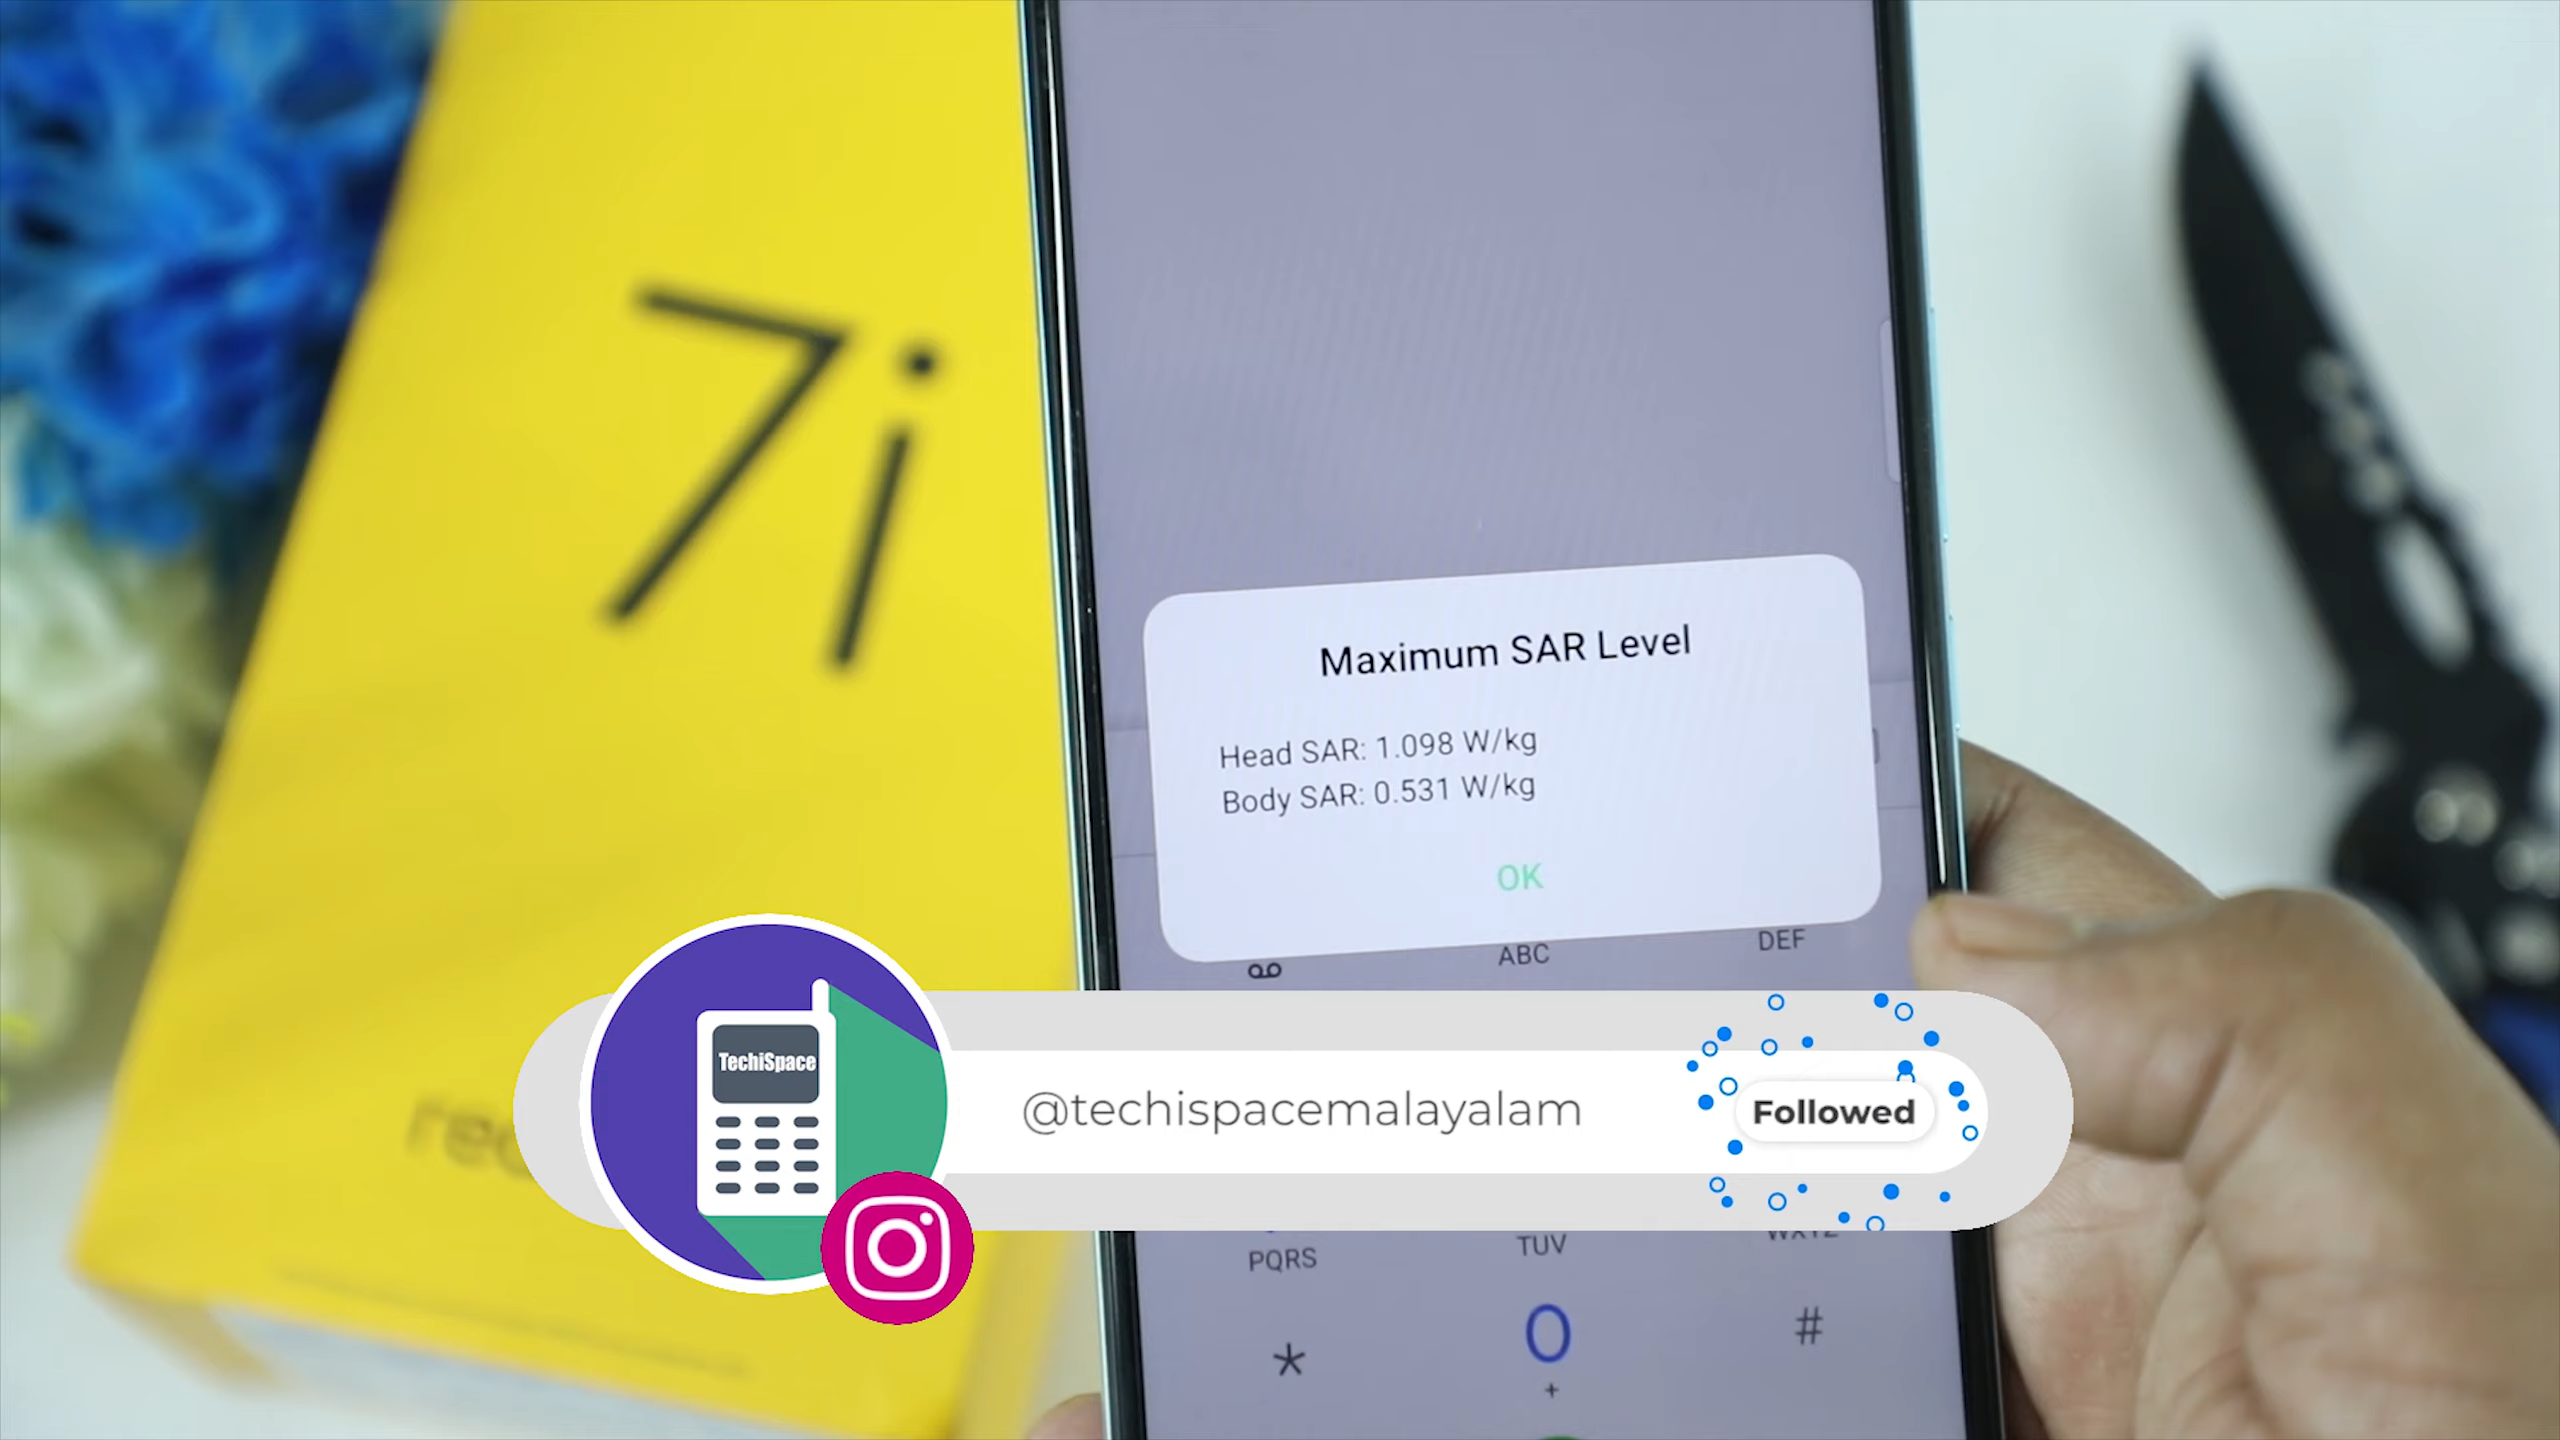 7i
Maximum SAR Level
Head SAR: 1.098 W/kg
Body SAR: 0.531 W/kg
OK
ABC
DEF
TechiSpace
@techispacemalayalam
Followed
PQRS
TUV
WXYZ
*
0
#
+